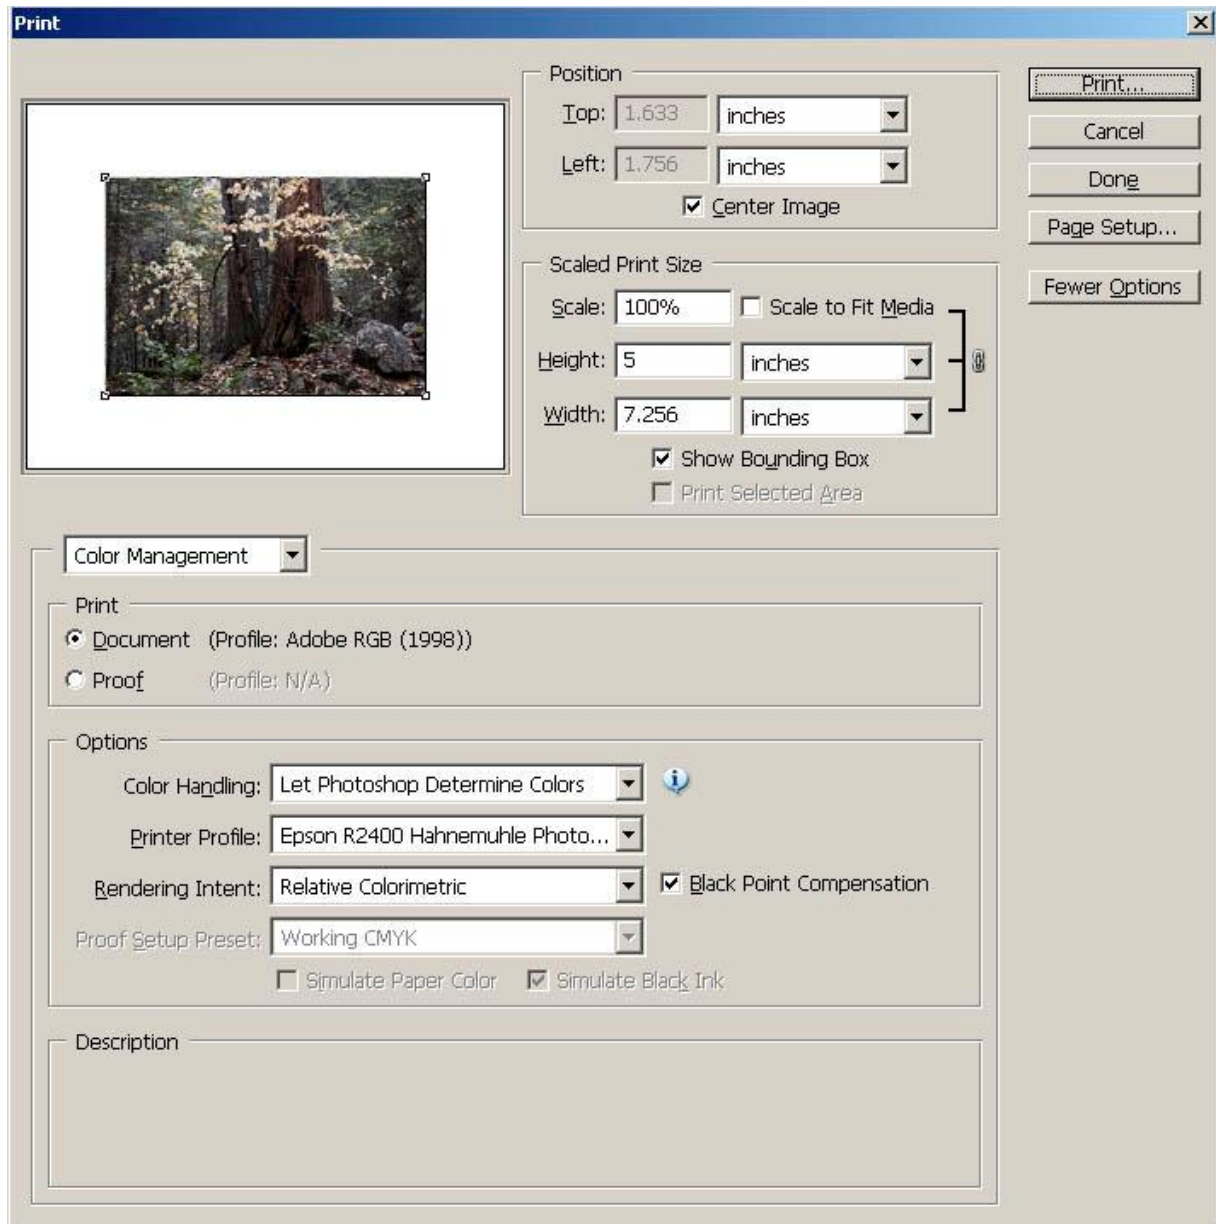 Print
Position
Top: 1.633 inches
Left: 1.756 inches
Center Image
Print...
Cancel
Done
Page Setup...
Fewer Options
Scaled Print Size
Scale: 100% Scale to Fit Media
Height: 5 inches
Width: 7.256 inches
Show Bounding Box
Print Selected Area
Color Management
Print
Document (Profile: Adobe RGB (1998))
Proof (Profile: N/A)
Options
Color Handling: Let Photoshop Determine Colors
Printer Profile: Epson R2400 Hahnemuhle Photo...
Rendering Intent: Relative Colorimetric Black Point Compensation
Proof Setup Preset: Working CMYK
Simulate Paper Color Simulate Black Ink
Description